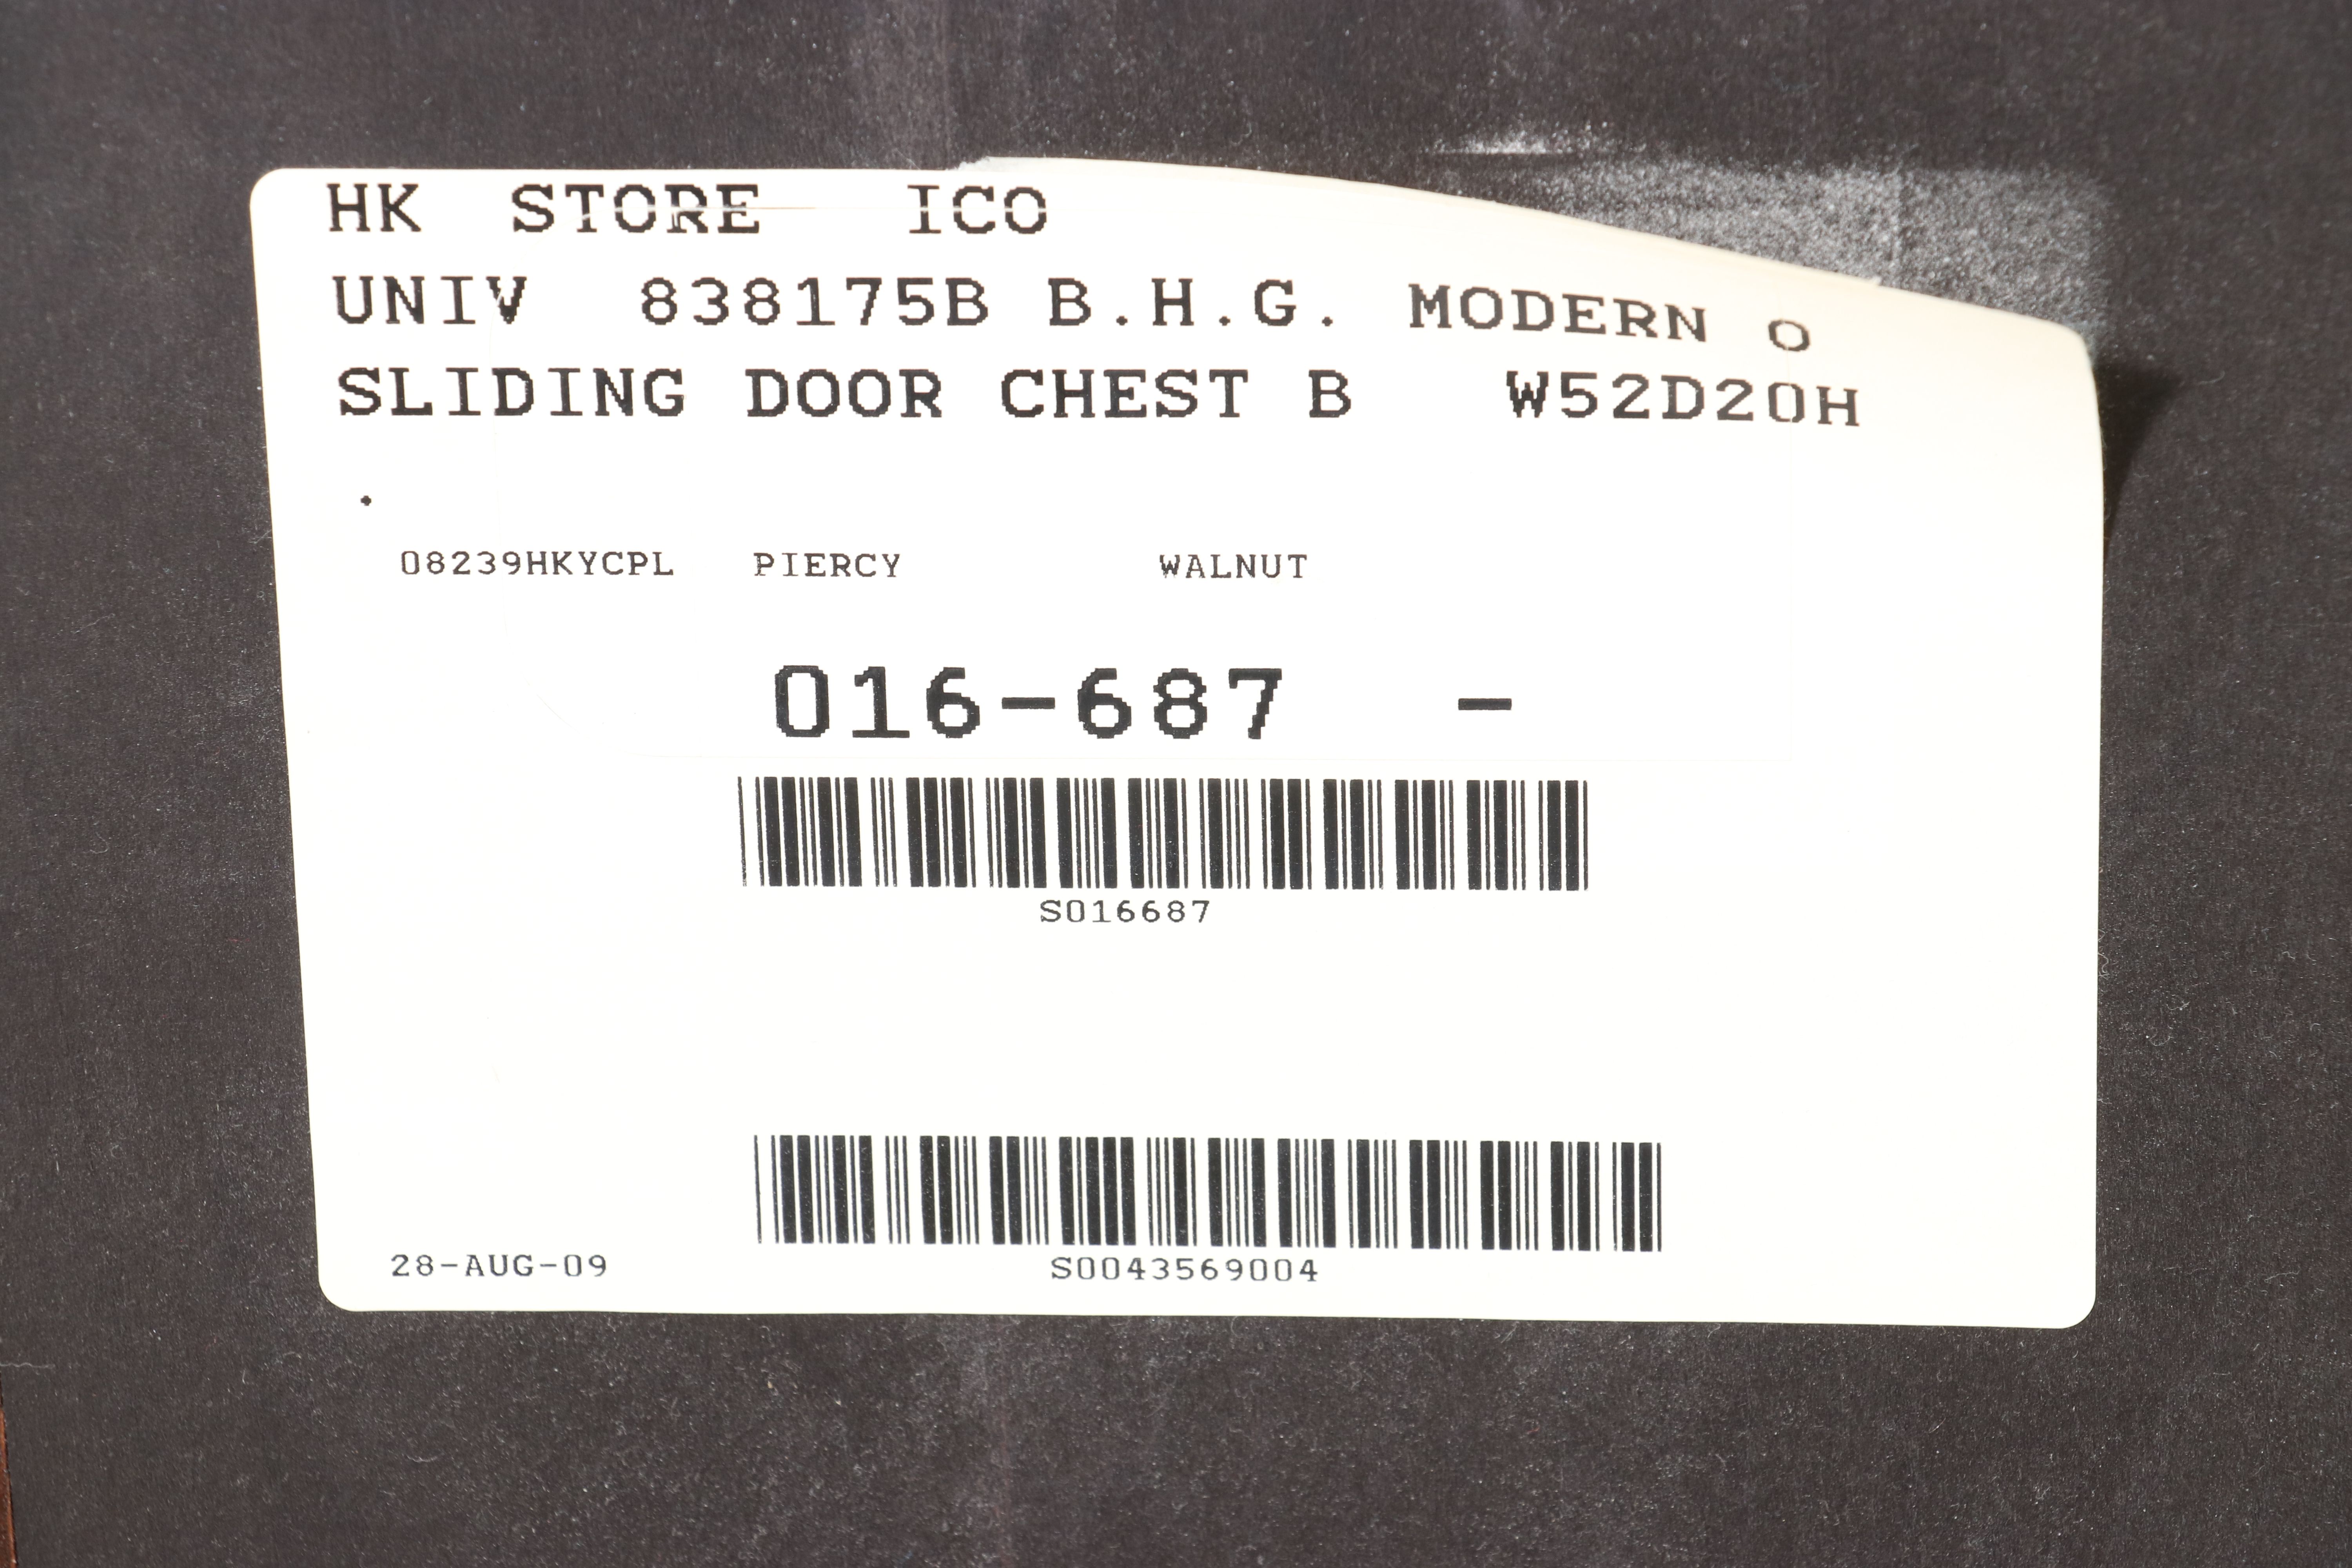 HK STORE ICO
UNIV 838175B B.H.G. MODERN O
SLIDING DOOR CHEST B W52D20H
.
08239HKYCPL PIERCY WALNUT
016-687 -
S016687
28-AUG-09 S0043569004